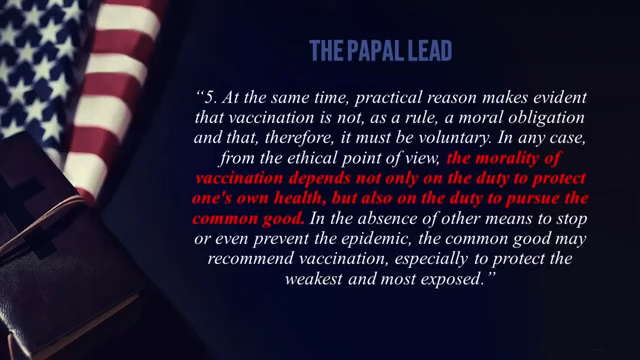 THE PAPAL LEAD
“5. At the same time, practical reason makes evident
that vaccination is not, as a rule, a moral obligation
and that, therefore, it must be voluntary. In any case,
from the ethical point of view, the morality of
vaccination depends not only on the duty to protect
one's own health, but also on the duty to pursue the
common good. In the absence of other means to stop
or even prevent the epidemic, the common good may
recommend vaccination, especially to protect the
weakest and most exposed.”